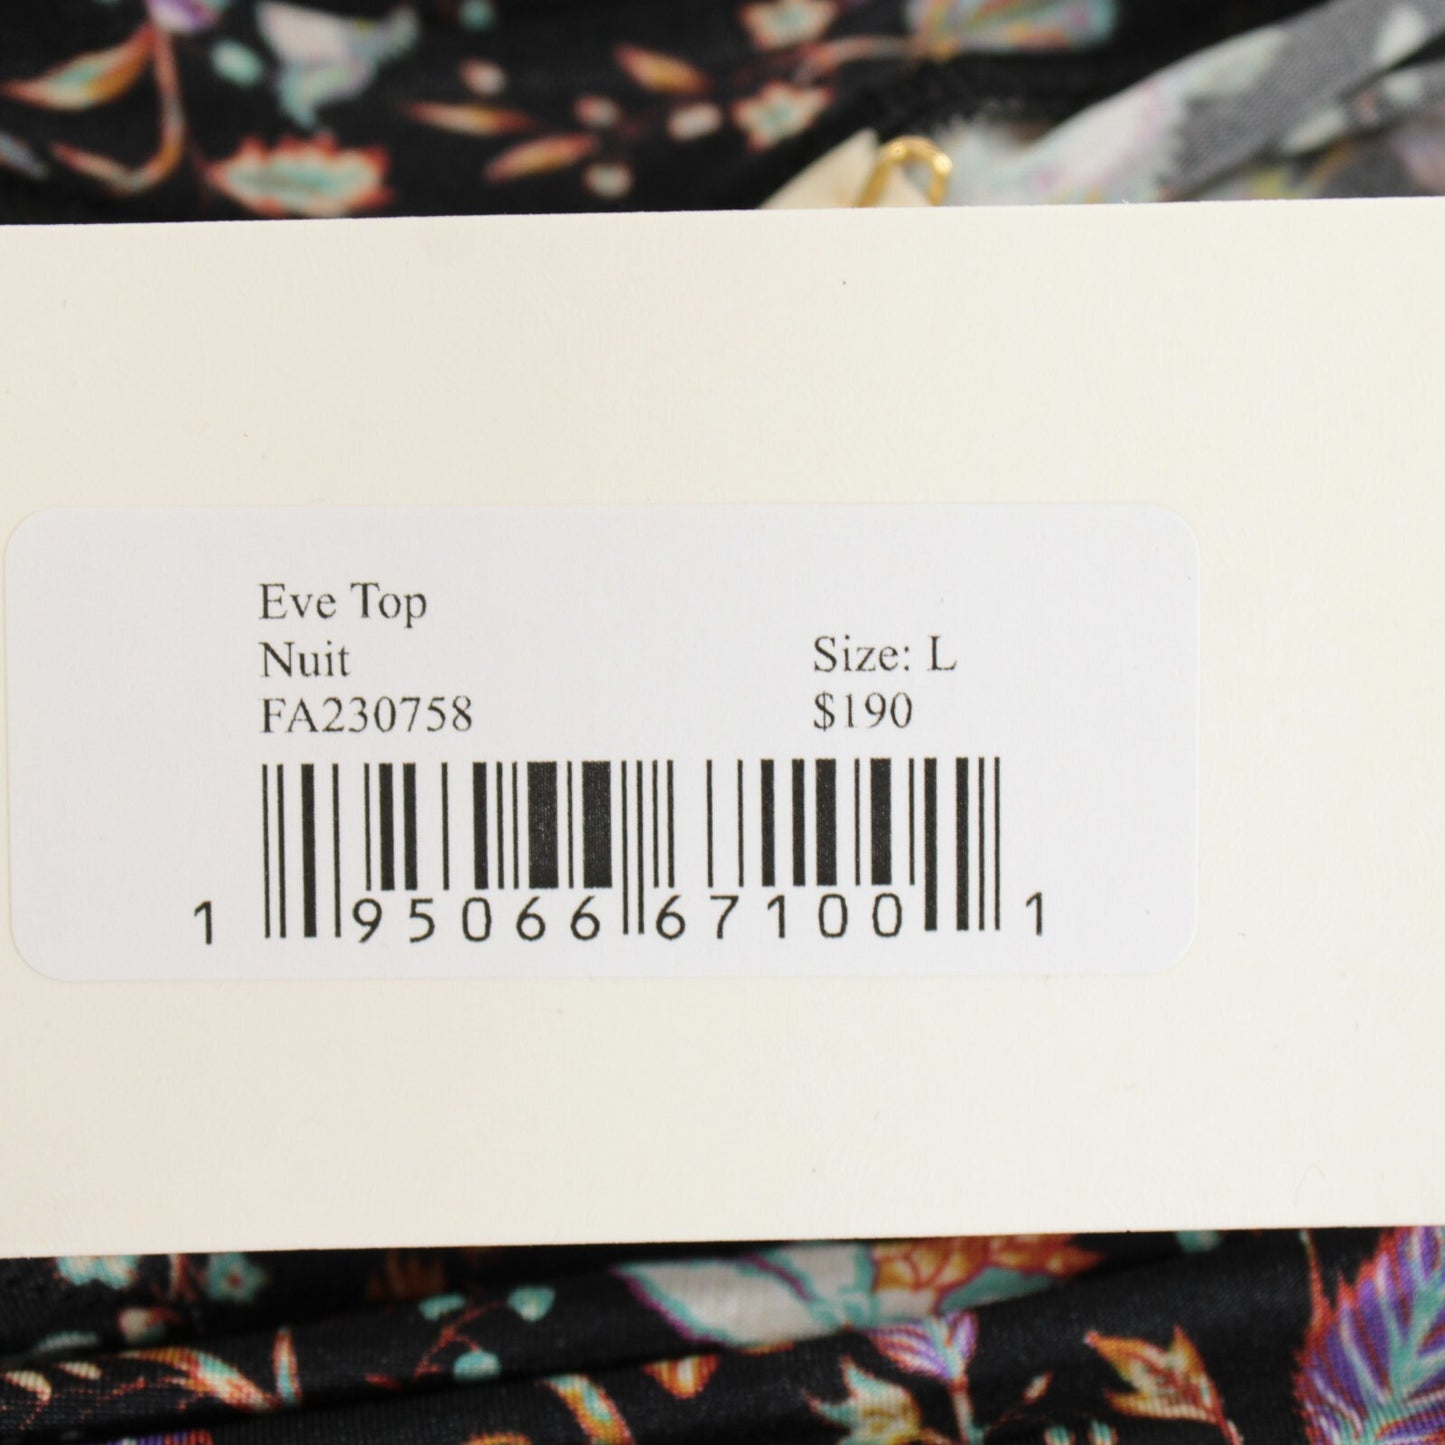 Eve Top
Nuit
Size: L
FA230758
$190
1 95066 67100 1